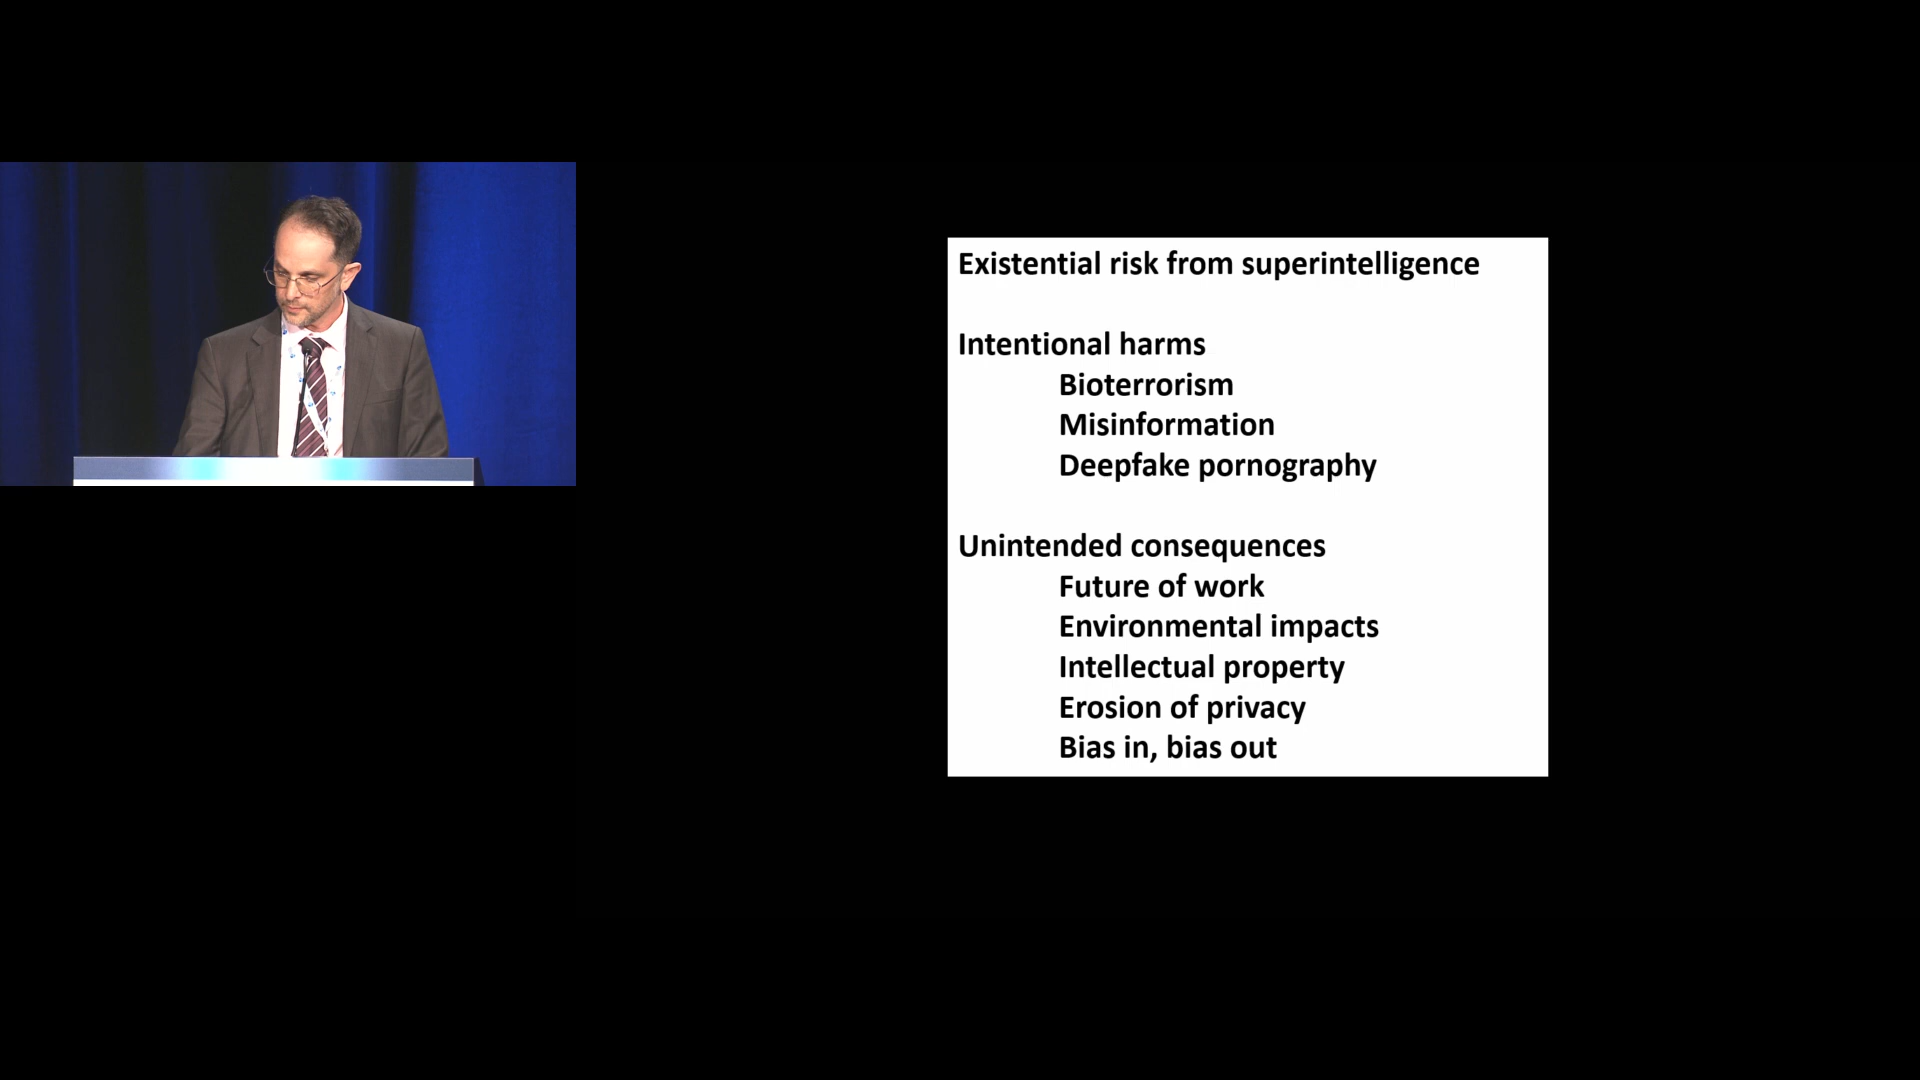 Existential risk from superintelligence
Intentional harms
Bioterrorism
Misinformation
Deepfake pornography
Unintended consequences
Future of work
Environmental impacts
Intellectual property
Erosion of privacy
Bias in, bias out